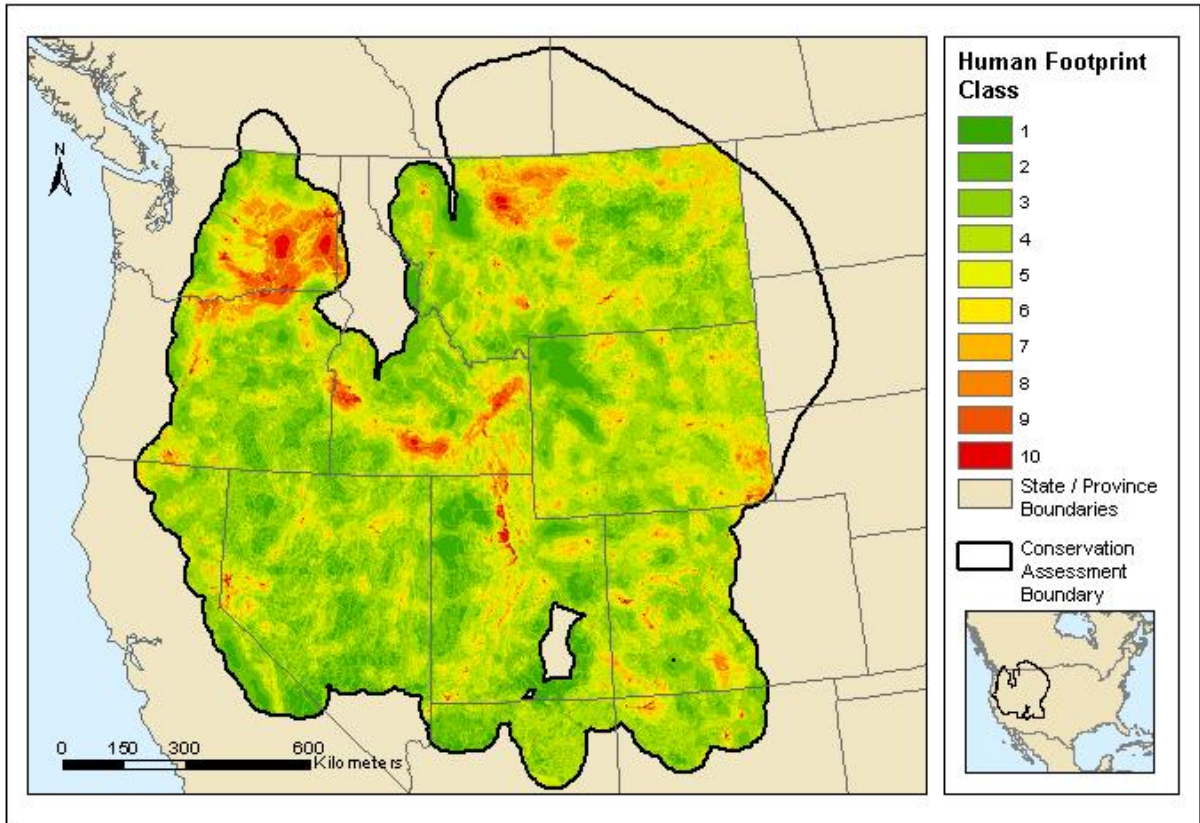 N
0 150 300 600
Kilometers
Human Footprint
Class
1
2
3
4
5
6
7
8
9
10
State / Province
Boundaries
Conservation
Assessment
Boundary